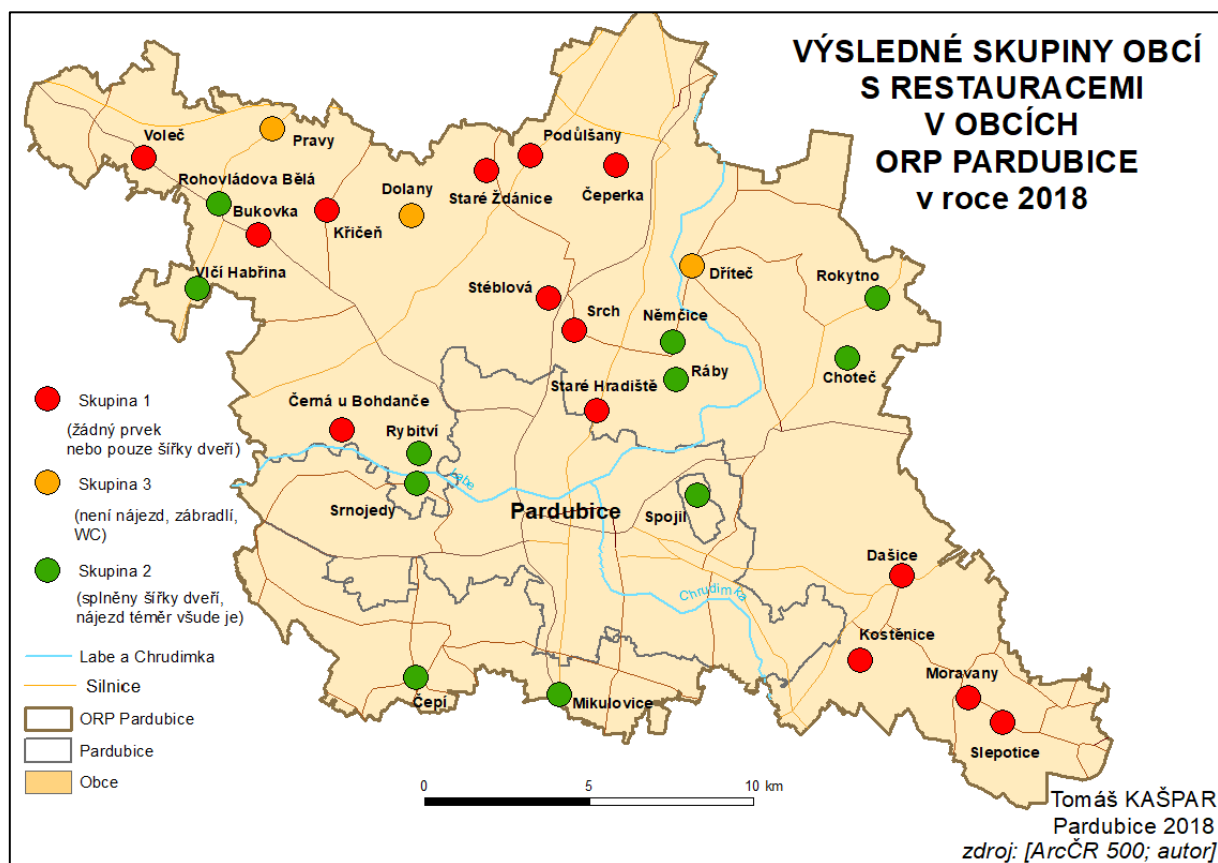 VÝSLEDNÉ SKUPINY OBCÍ
S RESTAURACEMI
V OBCÍCH
ORP PARDUBICE
v roce 2018
Voleč
Pravy
Podůlšany
Rohovládova Bělá
Dolany
Staré Ždánice
Čeperka
Bukovka
Křičeň
Vlčí Habřina
Dříteč
Rokytno
Stéblová
Srch
Němčice
Ráby
Choteč
Staré Hradiště
Černá u Bohdanče
Rybitví
Labe
Srnojedy
Pardubice
Spojil
Dašice
Chrudimka
Kostěnice
Moravany
Čepí
Mikulovice
Slepotice
Skupina 1
(žádný prvek
nebo pouze šířky dveří)
Skupina 3
(není nájezd, zábradlí,
WC)
Skupina 2
(splněny šířky dveří,
nájezd téměr všude je)
Labe a Chrudimka
Silnice
ORP Pardubice
Pardubice
Obce
0 5 10 km
Tomáš KAŠPAR
Pardubice 2018
zdroj: [ArcČR 500; autor]